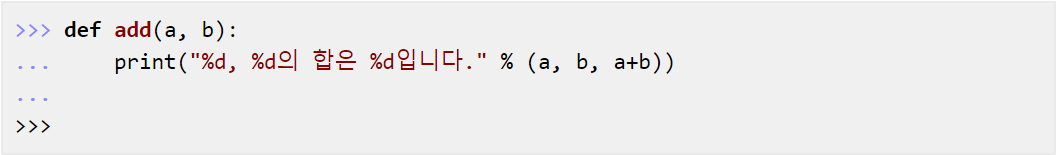 >>> def add(a, b):
...     print("%d, %d의 합은 %d입니다." % (a, b, a+b))
...
>>>